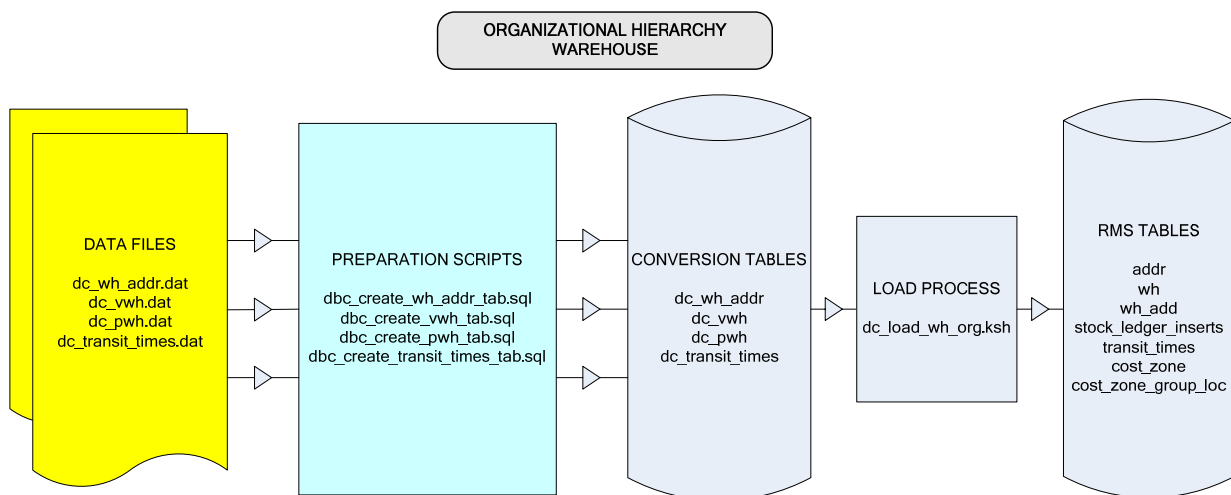 ORGANIZATIONAL HIERARCHY
WAREHOUSE
DATA FILES
dc_wh_addr.dat
dc_vwh.dat
dc_pwh.dat
dc_transit_times.dat
PREPARATION SCRIPTS
dbc_create_wh_addr_tab.sql
dbc_create_vwh_tab.sql
dbc_create_pwh_tab.sql
dbc_create_transit_times_tab.sql
CONVERSION TABLES
dc_wh_addr
dc_vwh
dc_pwh
dc_transit_times
LOAD PROCESS
dc_load_wh_org.ksh
RMS TABLES
addr
wh
wh_add
stock_ledger_inserts
transit_times
cost_zone
cost_zone_group_loc